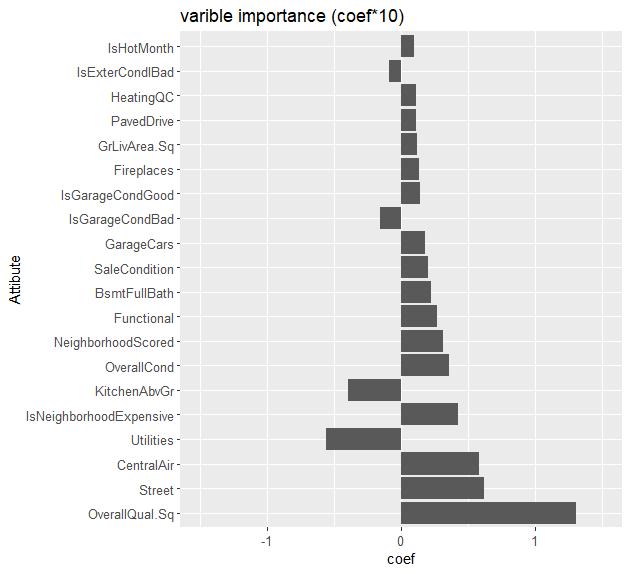 varible importance (coef*10)
IsHotMonth
IsExterCondlBad
HeatingQC
PavedDrive
GrLivArea.Sq
Fireplaces
IsGarageCondGood
IsGarageCondBad
GarageCars
SaleCondition
BsmtFullBath
Functional
NeighborhoodScored
OverallCond
KitchenAbvGr
IsNeighborhoodExpensive
Utilities
CentralAir
Street
OverallQual.Sq
Attibute
-1 0 1
coef